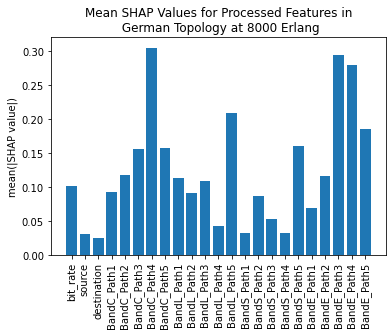 Mean SHAP Values for Processed Features in
German Topology at 8000 Erlang
mean(|SHAP value|)
0.30
0.25
0.20
0.15
0.10
0.05
0.00
bit_rate
source
destination
BandC_Path1
BandC_Path2
BandC_Path3
BandC_Path4
BandC_Path5
BandL_Path1
BandL_Path2
BandL_Path3
BandL_Path4
BandL_Path5
BandS_Path1
BandS_Path2
BandS_Path3
BandS_Path4
BandS_Path5
BandE_Path1
BandE_Path2
BandE_Path3
BandE_Path4
BandE_Path5